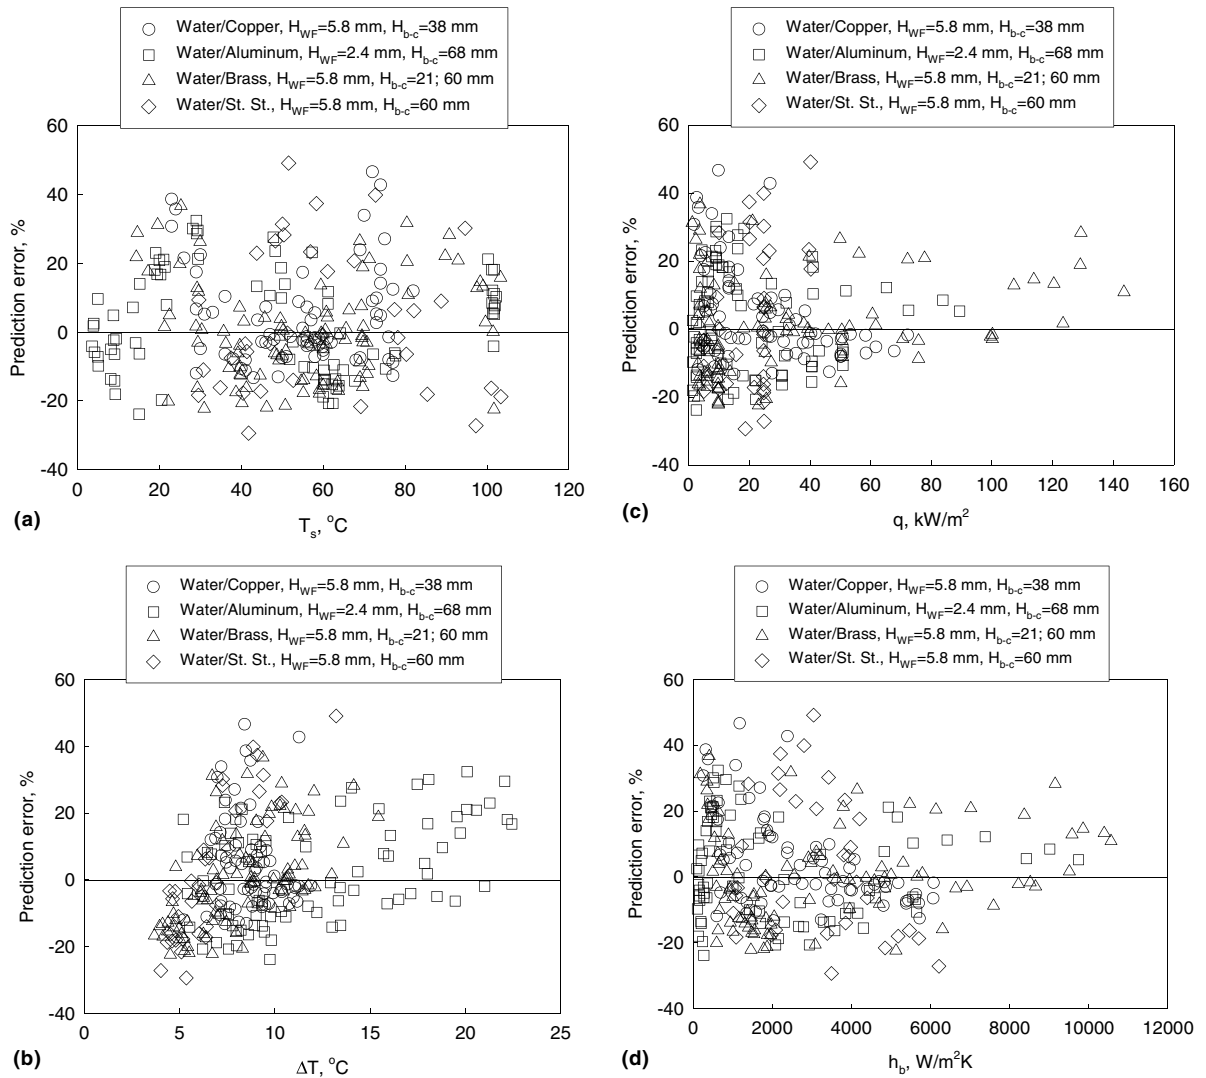 Water/Copper, HWF=5.8 mm, Hb-c=38 mm
Water/Aluminum, HWF=2.4 mm, Hb-c=68 mm
Water/Brass, HWF=5.8 mm, Hb-c=21; 60 mm
Water/St. St., HWF=5.8 mm, Hb-c=60 mm
60
40
20
0
-20
-40
Prediction error, %
0 20 40 60 80 100 120
(a)
Ts, oC
Water/Copper, HWF=5.8 mm, Hb-c=38 mm
Water/Aluminum, HWF=2.4 mm, Hb-c=68 mm
Water/Brass, HWF=5.8 mm, Hb-c=21; 60 mm
Water/St. St., HWF=5.8 mm, Hb-c=60 mm
60
40
20
0
-20
-40
Prediction error, %
0 20 40 60 80 100 120 140 160
(c)
q, kW/m2
Water/Copper, HWF=5.8 mm, Hb-c=38 mm
Water/Aluminum, HWF=2.4 mm, Hb-c=68 mm
Water/Brass, HWF=5.8 mm, Hb-c=21; 60 mm
Water/St. St., HWF=5.8 mm, Hb-c=60 mm
60
40
20
0
-20
-40
Prediction error, %
0 5 10 15 20 25
(b)
ΔT, oC
Water/Copper, HWF=5.8 mm, Hb-c=38 mm
Water/Aluminum, HWF=2.4 mm, Hb-c=68 mm
Water/Brass, HWF=5.8 mm, Hb-c=21; 60 mm
Water/St. St., HWF=5.8 mm, Hb-c=60 mm
60
40
20
0
-20
-40
Prediction error, %
0 2000 4000 6000 8000 10000 12000
(d)
hb, W/m2K